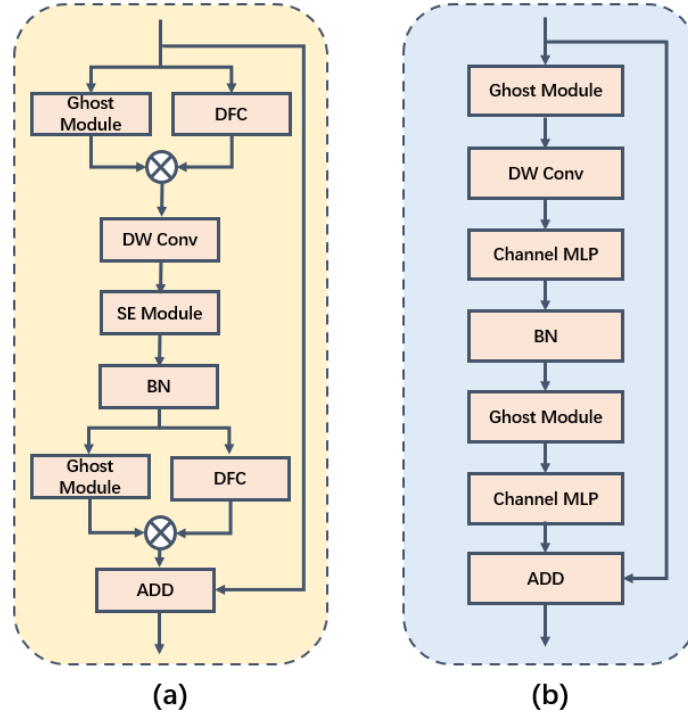 Ghost
Module
DFC
DW Conv
SE Module
BN
Ghost
Module
DFC
ADD
(a)
Ghost Module
DW Conv
Channel MLP
BN
Ghost Module
Channel MLP
ADD
(b)